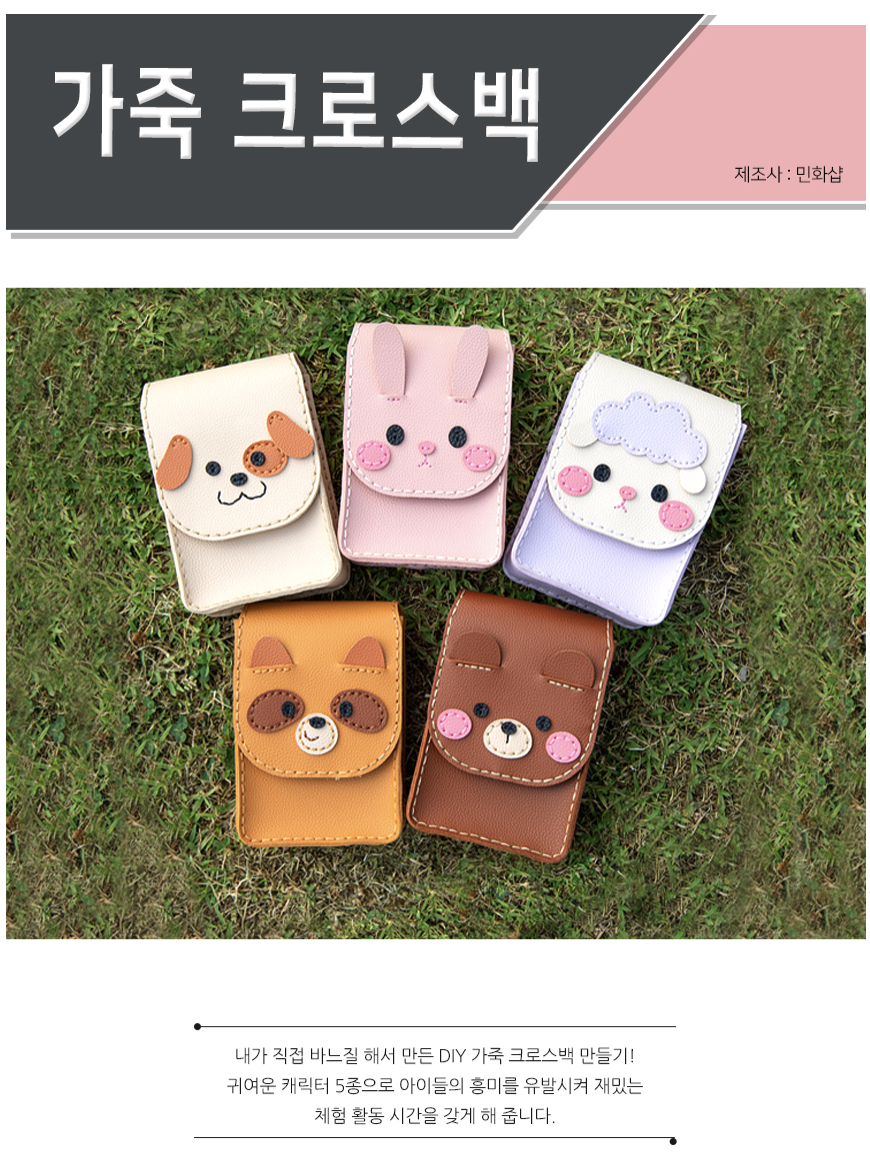 가죽 크로스백
제조사 : 민화샵
내가 직접 바느질 해서 만든 DIY 가죽 크로스백 만들기!
귀여운 캐릭터 5종으로 아이들의 흥미를 유발시켜 재밌는
체험 활동 시간을 갖게 해 줍니다.